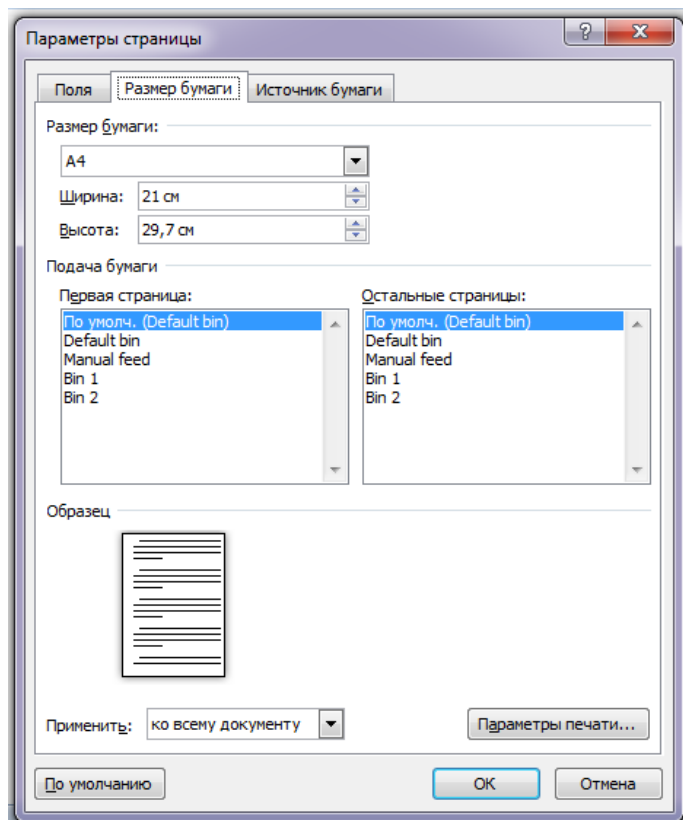 Параметры страницы
Поля Размер бумаги Источник бумаги
Размер бумаги:
A4
Ширина: 21 см
Высота: 29,7 см
Подача бумаги
Первая страница: Остальные страницы:
По умолч. (Default bin) По умолч. (Default bin)
Default bin Default bin
Manual feed Manual feed
Bin 1 Bin 1
Bin 2 Bin 2
Образец
Применить: ко всему документу Параметры печати...
По умолчанию ОК Отмена